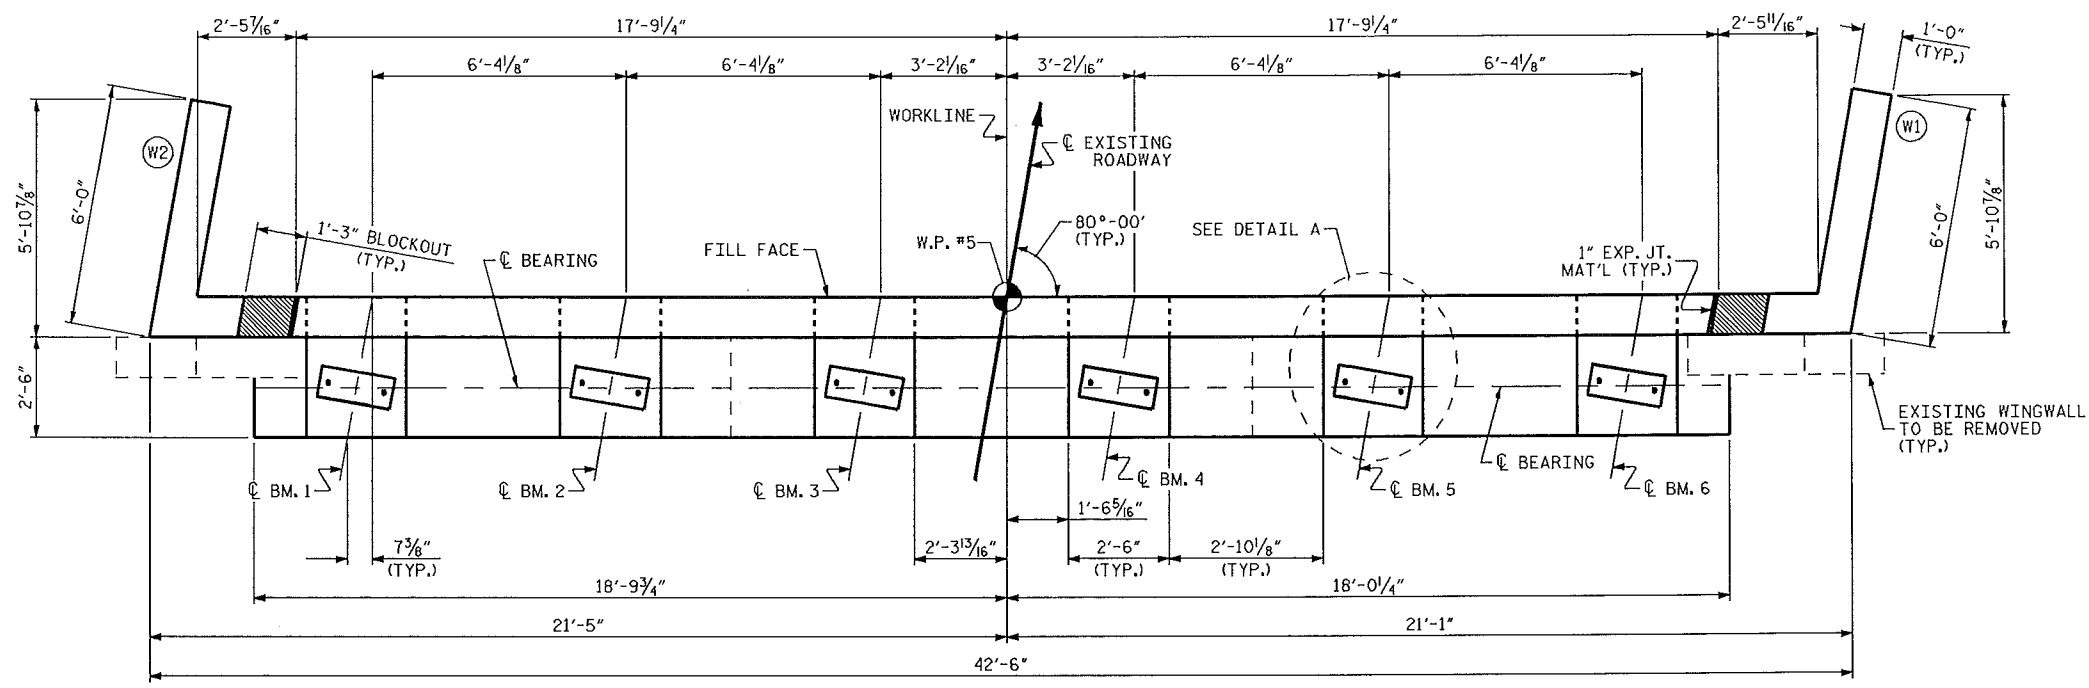 2'-5 7/16"
17'-9 1/4"
17'-9 1/4"
2'-5 11/16"
1'-0"
(TYP.)
6'-4 1/8"
6'-4 1/8"
3'-2 1/16"
3'-2 1/16"
6'-4 1/8"
6'-4 1/8"
WORKLINE
℄ EXISTING
ROADWAY
W2
W1
5'-10 7/8"
6'-0"
1'-3" BLOCKOUT
(TYP.)
℄ BEARING
FILL FACE
W.P. #5
80°-00'
(TYP.)
SEE DETAIL A
1" EXP. JT.
MAT'L (TYP.)
6'-0"
5'-10 7/8"
2'-6"
EXISTING WINGWALL
TO BE REMOVED
(TYP.)
℄ BM. 1
℄ BM. 2
℄ BM. 3
℄ BM. 4
℄ BM. 5
℄ BM. 6
℄ BEARING
1'-6 5/16"
7 3/8"
(TYP.)
2'-3 13/16"
2'-6"
(TYP.)
2'-10 1/8"
(TYP.)
18'-9 3/4"
18'-0 1/4"
21'-5"
21'-1"
42'-6"